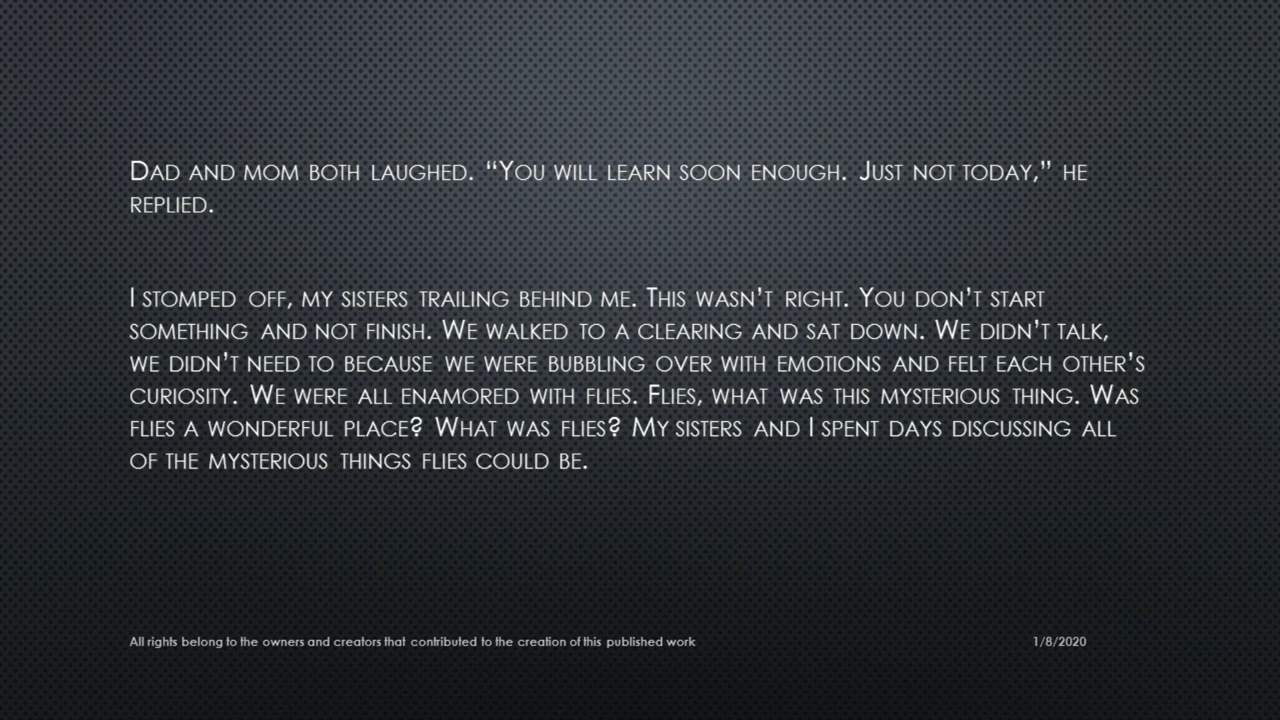 Dad and mom both laughed. “You will learn soon enough. Just not today,” he
replied.
I stomped off, my sisters trailing behind me. This wasn’t right. You don’t start
something and not finish. We walked to a clearing and sat down. We didn’t talk,
we didn’t need to because we were bubbling over with emotions and felt each other’s
curiosity. We were all enamored with flies. Flies, what was this mysterious thing. Was
flies a wonderful place? What was flies? My sisters and I spent days discussing all
of the mysterious things flies could be.
All rights belong to the owners and creators that contributed to the creation of this published work
1/8/2020